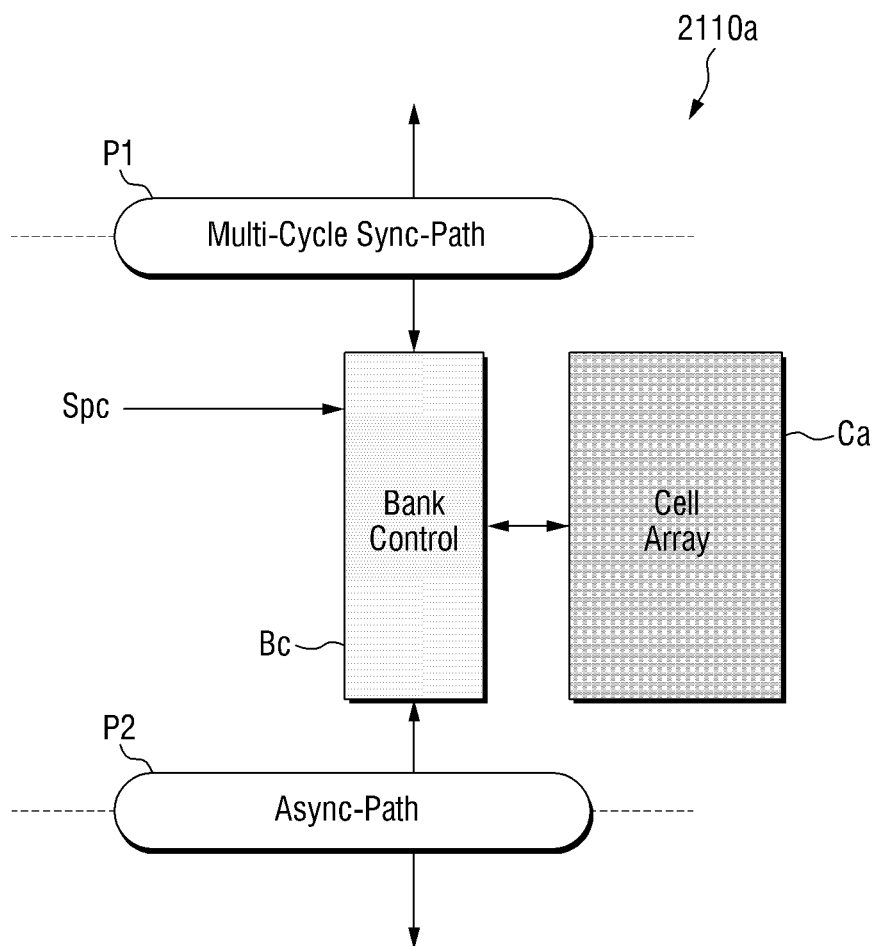 2110a
P1
Multi-Cycle Sync-Path
Spc
Ca
Bank
Control
Cell
Array
Bc
P2
Async-Path